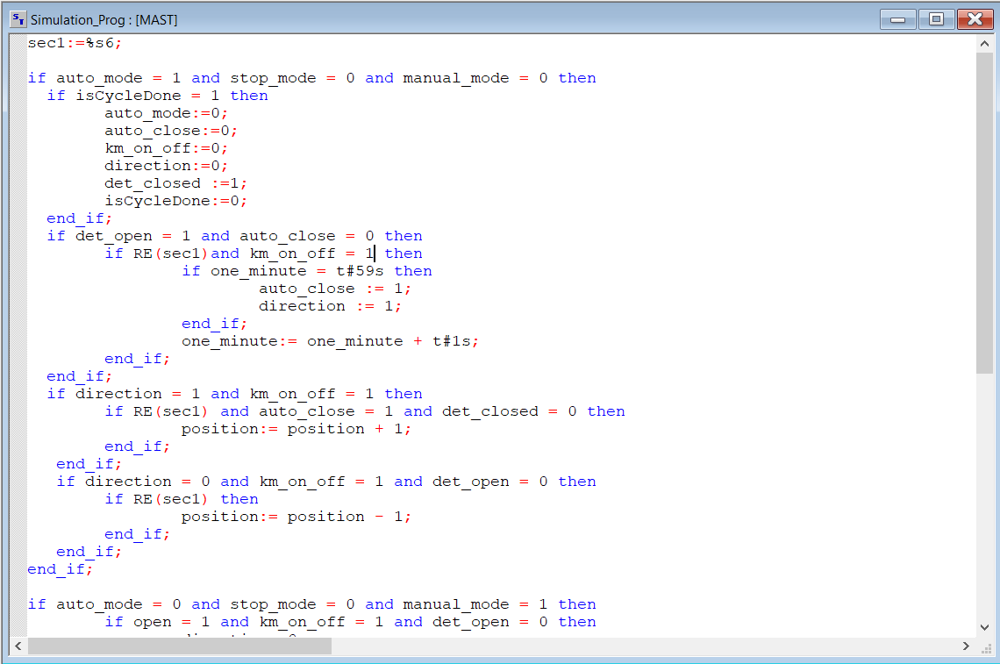 Simulation_Prog : [MAST]
sec1:=%s6;
if auto_mode = 1 and stop_mode = 0 and manual_mode = 0 then
if isCycleDone = 1 then
auto_mode:=0;
auto_close:=0;
km_on_off:=0;
direction:=0;
det_closed :=1;
isCycleDone:=0;
end_if;
if det_open = 1 and auto_close = 0 then
if RE(sec1)and km_on_off = 1 then
if one_minute = t#59s then
auto_close := 1;
direction := 1;
end_if;
one_minute:= one_minute + t#1s;
end_if;
end_if;
if direction = 1 and km_on_off = 1 then
if RE(sec1) and auto_close = 1 and det_closed = 0 then
position:= position + 1;
end_if;
end_if;
if direction = 0 and km_on_off = 1 and det_open = 0 then
if RE(sec1) then
position:= position - 1;
end_if;
end_if;
end_if;
if auto_mode = 0 and stop_mode = 0 and manual_mode = 1 then
if open = 1 and km_on_off = 1 and det_open = 0 then